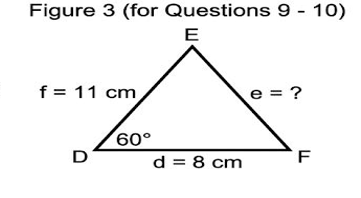 Figure 3 (for Questions 9 - 10)
E
f = 11 cm
e = ?
60°
D
F
d = 8 cm